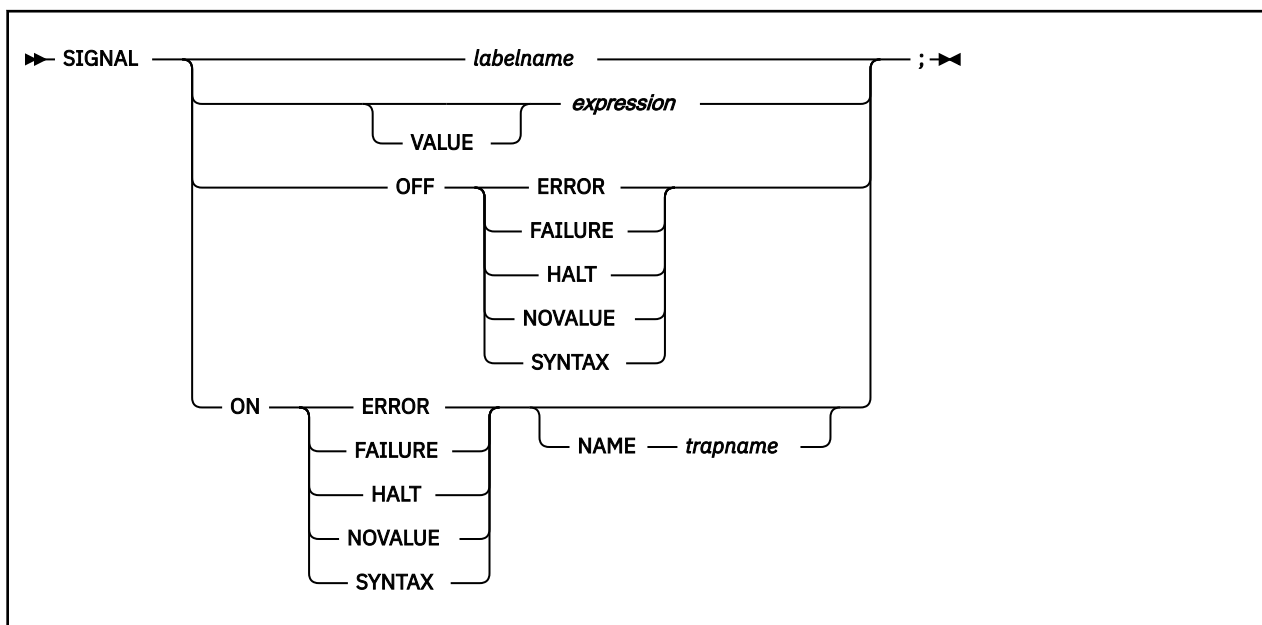 SIGNAL labelname ;
expression
VALUE
OFF ERROR
FAILURE
HALT
NOVALUE
SYNTAX
ON ERROR
NAME trapname
FAILURE
HALT
NOVALUE
SYNTAX